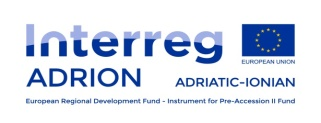 Interreg
EUROPEAN UNION
ADRION ADRIATIC-IONIAN
European Regional Development Fund - Instrument for Pre-Accession II Fund